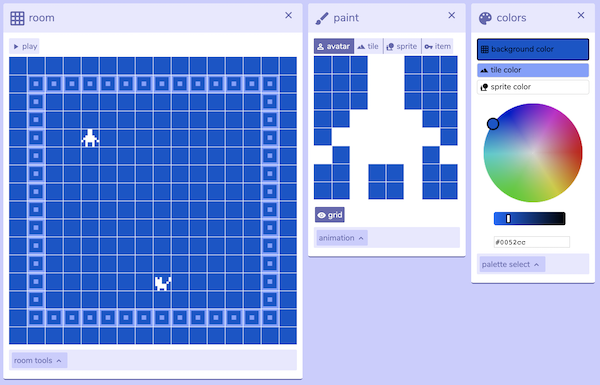 room
play
room tools
paint
avatar
tile
sprite
item
grid
animation
colors
background color
tile color
sprite color
#0052cc
palette select